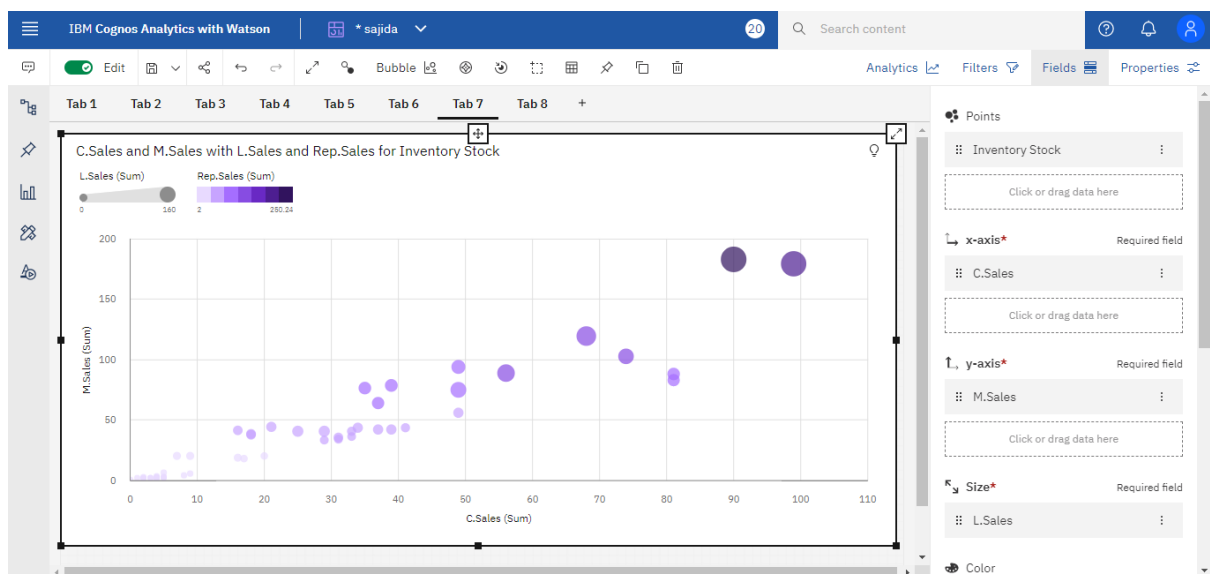 IBM Cognos Analytics with Watson
* sajida
20
Search content
Edit
Bubble
Analytics
Filters
Fields
Properties
Tab 1
Tab 2
Tab 3
Tab 4
Tab 5
Tab 6
Tab 7
Tab 8
+
C.Sales and M.Sales with L.Sales and Rep.Sales for Inventory Stock
L.Sales (Sum)
0 160
Rep.Sales (Sum)
2 250.24
M.Sales (Sum)
200
150
100
50
0
0 10 20 30 40 50 60 70 80 90 100 110
C.Sales (Sum)
Points
Inventory Stock
Click or drag data here
x-axis* Required field
C.Sales
Click or drag data here
y-axis* Required field
M.Sales
Click or drag data here
Size* Required field
L.Sales
Color